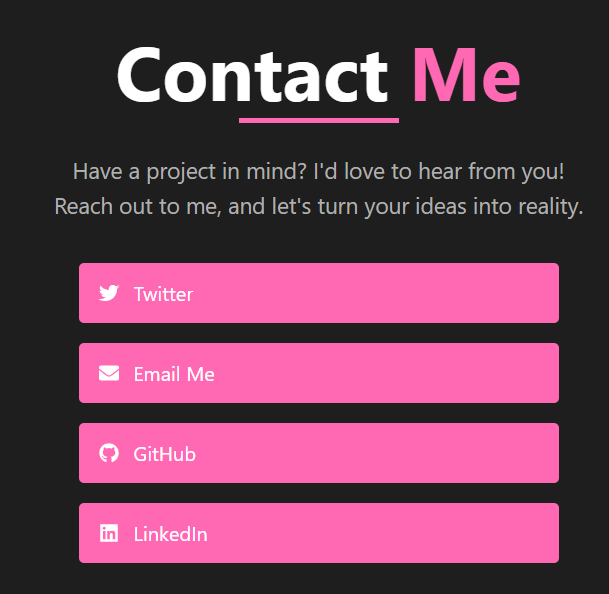 Contact Me
Have a project in mind? I'd love to hear from you!
Reach out to me, and let's turn your ideas into reality.
Twitter
Email Me
GitHub
LinkedIn